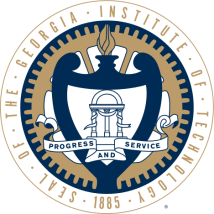 · SEAL · OF · THE · GEORGIA · INSTITUTE · OF · TECHNOLOGY ·
1885
PROGRESS SERVICE
AND
®